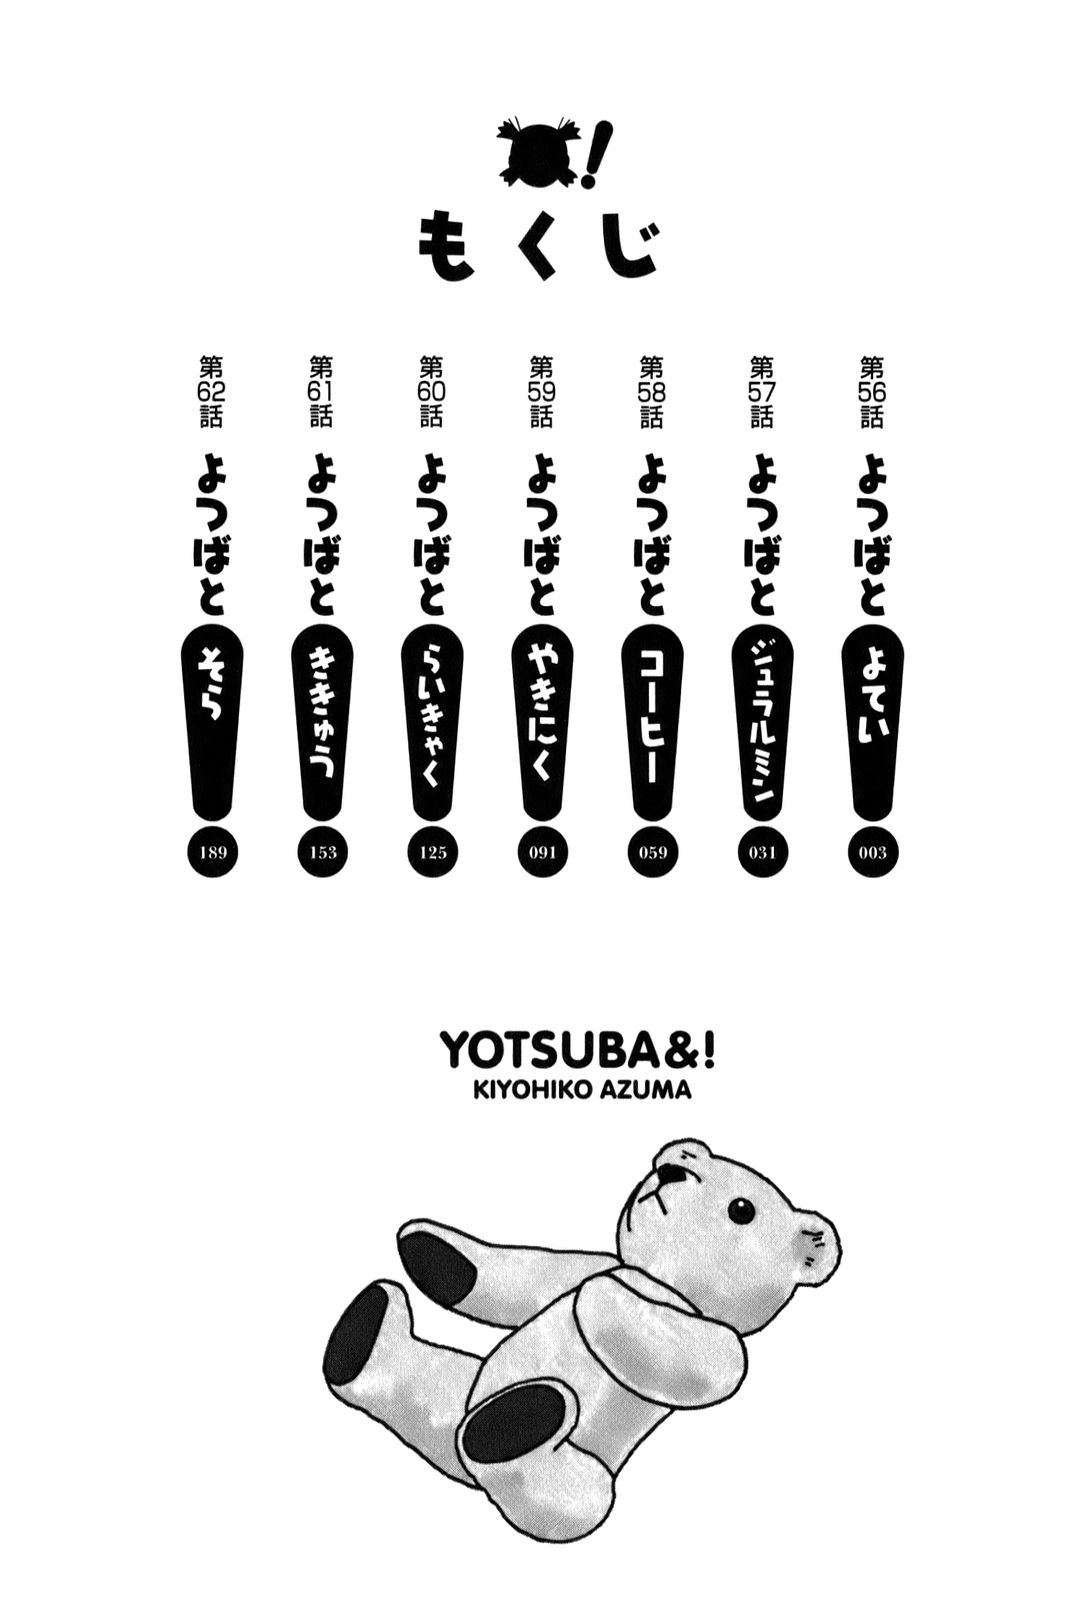 !
もくじ
第56話 よつばと よてい 003
第57話 よつばと ジュラルミン 031
第58話 よつばと コーヒー 059
第59話 よつばと やきにく 091
第60話 よつばと らいきゃく 125
第61話 よつばと ききゅう 153
第62話 よつばと そら 189
YOTSUBA&!
KIYOHIKO AZUMA